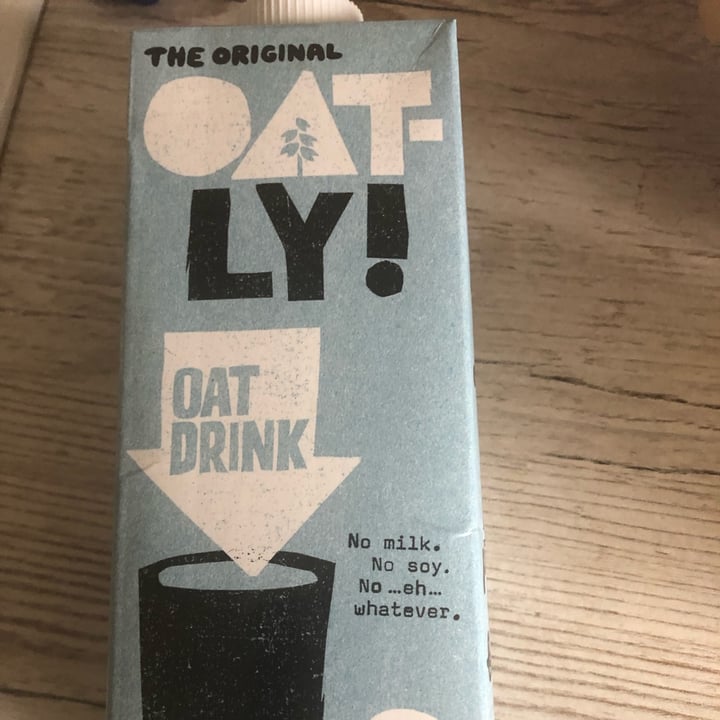 THE ORIGINAL
OAT-
LY!
OAT
DRINK
No milk.
No soy.
No ...eh...
whatever.